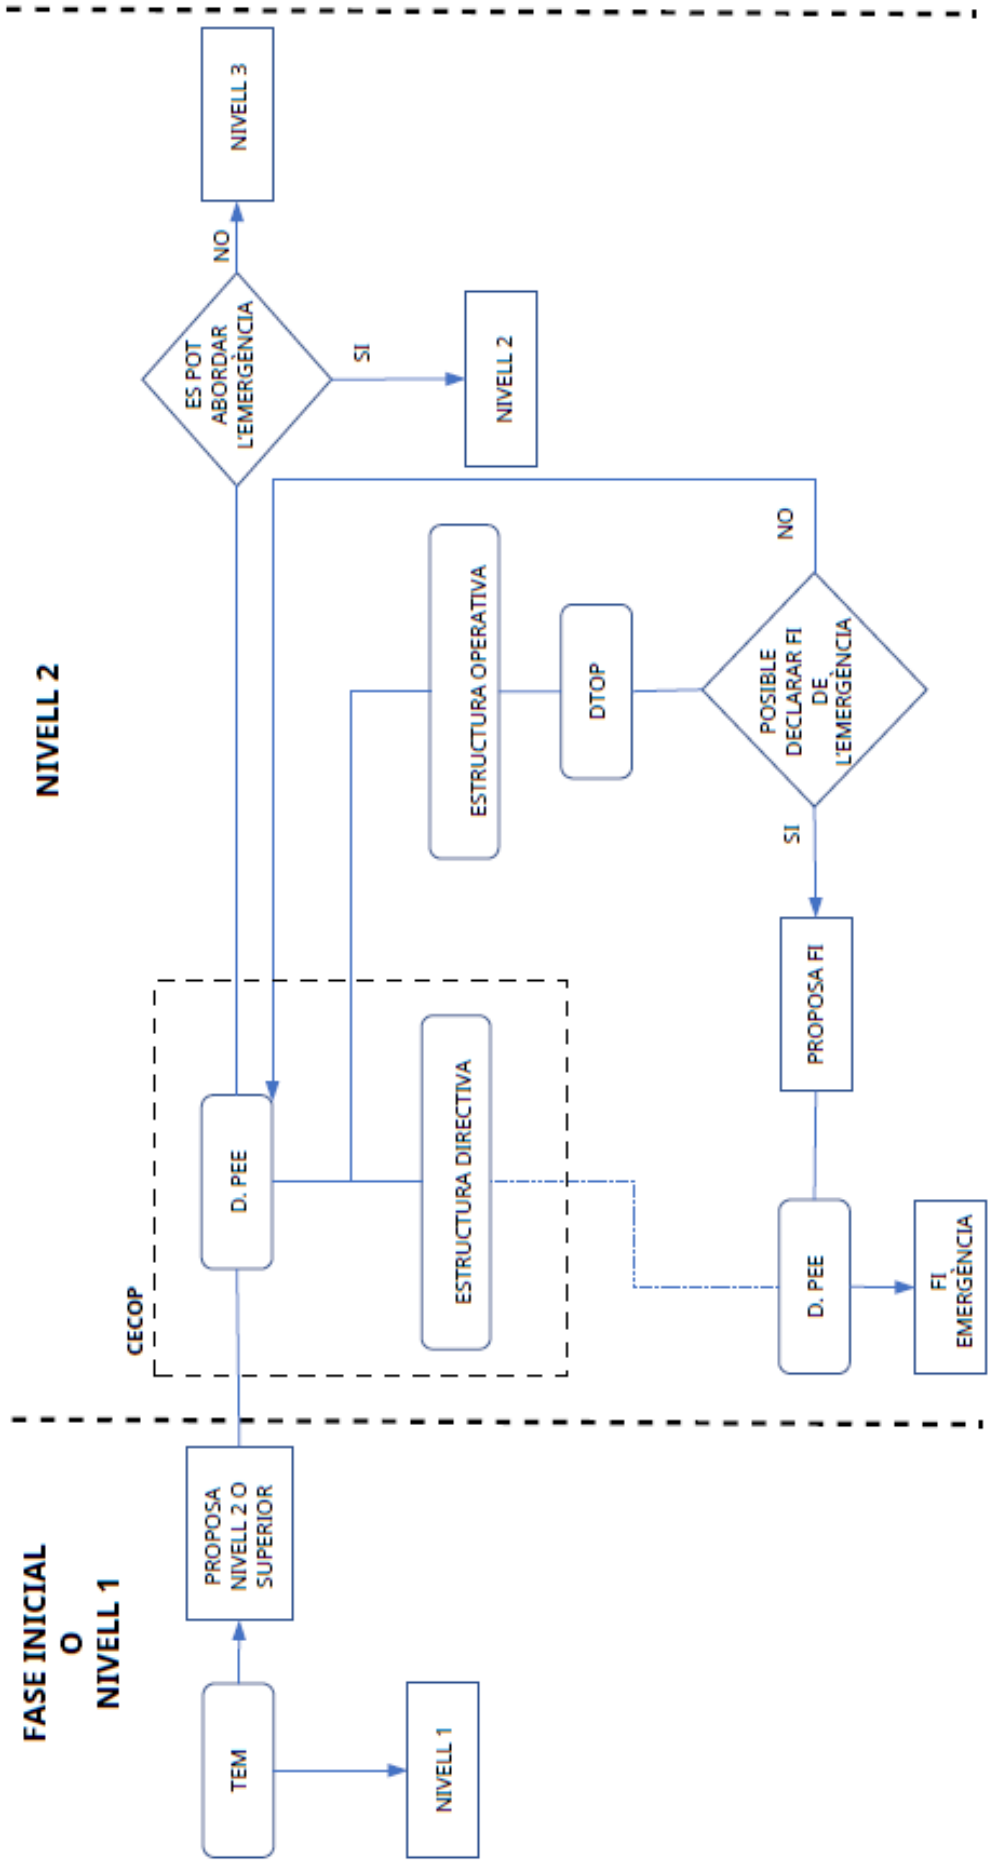 FASE INICIAL
O
NIVELL 1
NIVELL 2
TEM
NIVELL 1
PROPOSA
NIVELL 2 O
SUPERIOR
CECOP
D. PEE
ESTRUCTURA DIRECTIVA
ES POT
ABORDAR
L'EMERGÈNCIA
NO
NIVELL 3
SI
NIVELL 2
ESTRUCTURA OPERATIVA
DTOP
POSIBLE
DECLARAR FI
DE
L'EMERGÈNCIA
NO
SI
PROPOSA FI
D. PEE
FI
EMERGÈNCIA